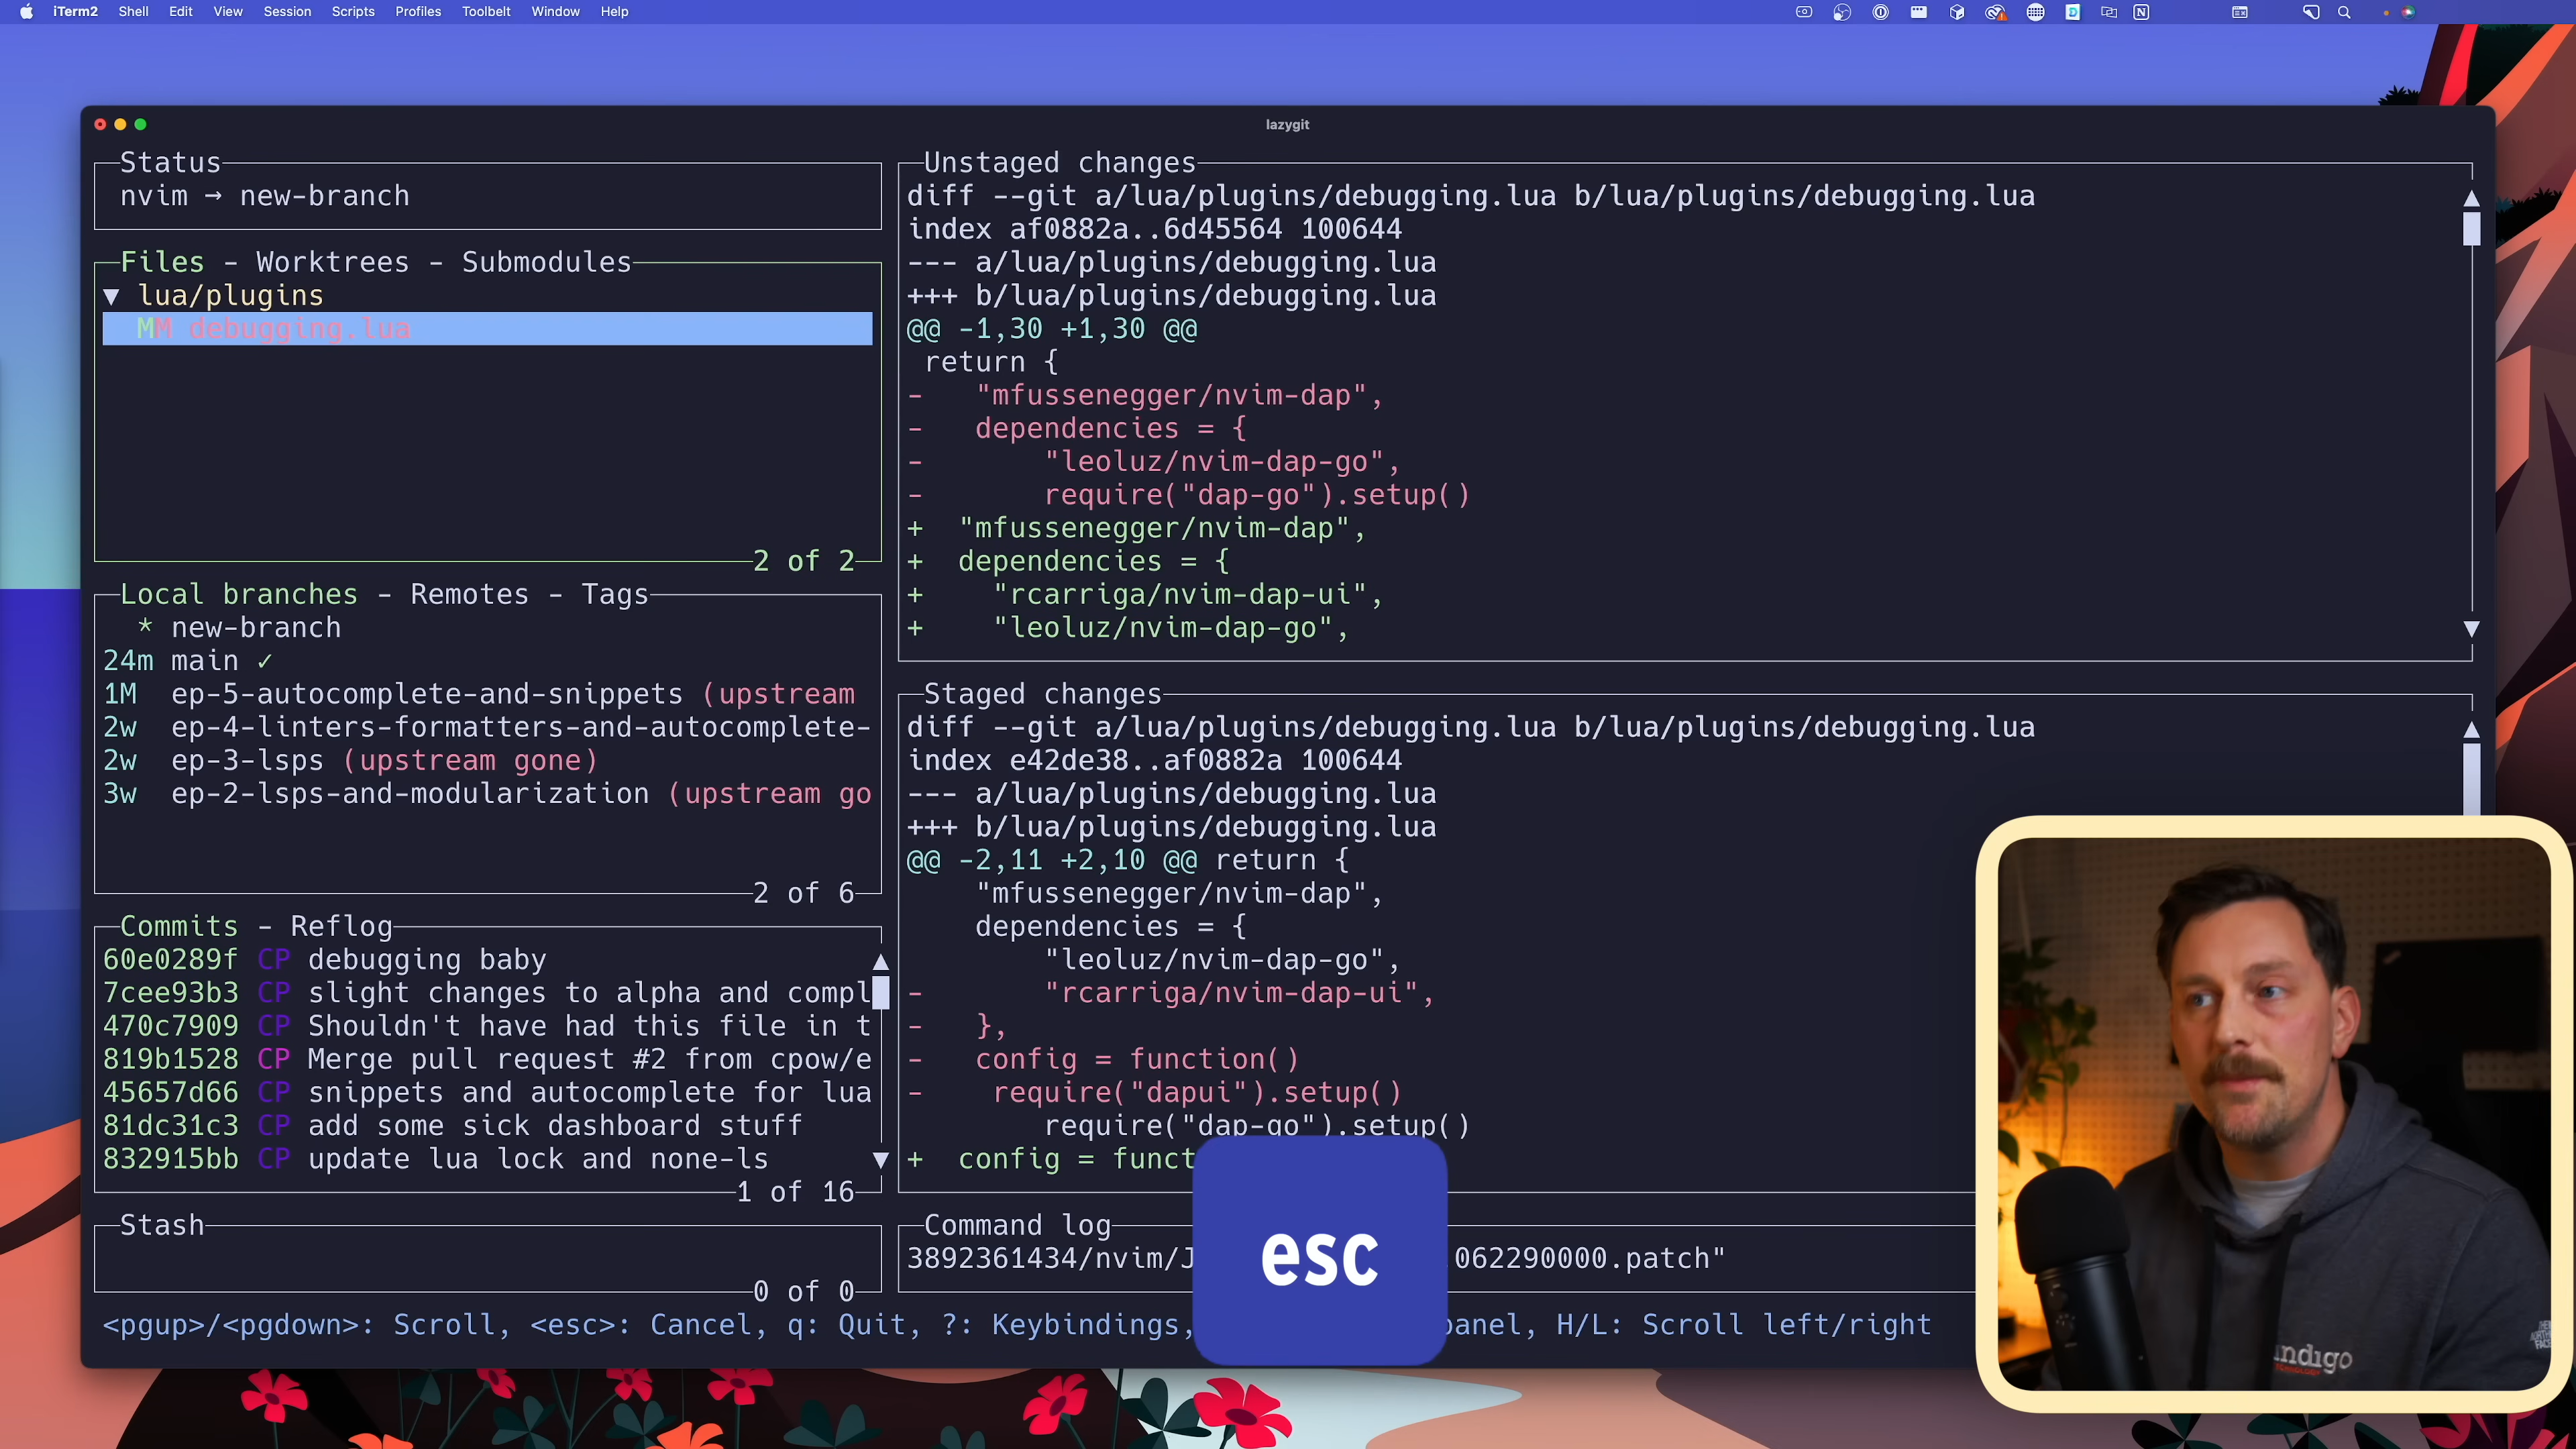 iTerm2 Shell Edit View Session Scripts Profiles Toolbelt Window Help
lazygit
Status
nvim → new-branch
Files - Worktrees - Submodules
▼ lua/plugins
MM debugging.lua
2 of 2
Local branches - Remotes - Tags
* new-branch
24m main ✓
1M ep-5-autocomplete-and-snippets (upstream
2w ep-4-linters-formatters-and-autocomplete-
2w ep-3-lsps (upstream gone)
3w ep-2-lsps-and-modularization (upstream go
2 of 6
Commits - Reflog
60e0289f CP debugging baby
7cee93b3 CP slight changes to alpha and compl
470c7909 CP Shouldn't have had this file in t
819b1528 CP Merge pull request #2 from cpow/e
45657d66 CP snippets and autocomplete for lua
81dc31c3 CP add some sick dashboard stuff
832915bb CP update lua lock and none-ls
1 of 16
Stash
0 of 0
Unstaged changes
diff --git a/lua/plugins/debugging.lua b/lua/plugins/debugging.lua
index af0882a..6d45564 100644
--- a/lua/plugins/debugging.lua
+++ b/lua/plugins/debugging.lua
@@ -1,30 +1,30 @@
return {
- "mfussenegger/nvim-dap",
- dependencies = {
- "leoluz/nvim-dap-go",
- require("dap-go").setup()
+ "mfussenegger/nvim-dap",
+ dependencies = {
+ "rcarriga/nvim-dap-ui",
+ "leoluz/nvim-dap-go",
Staged changes
diff --git a/lua/plugins/debugging.lua b/lua/plugins/debugging.lua
index e42de38..af0882a 100644
--- a/lua/plugins/debugging.lua
+++ b/lua/plugins/debugging.lua
@@ -2,11 +2,10 @@ return {
"mfussenegger/nvim-dap",
dependencies = {
"leoluz/nvim-dap-go",
- "rcarriga/nvim-dap-ui",
- },
- config = function()
- require("dapui").setup()
require("dap-go").setup()
+ config = funct
Command log
3892361434/nvim/J 062290000.patch"
esc
<pgup>/<pgdown>: Scroll, <esc>: Cancel, q: Quit, ?: Keybindings, panel, H/L: Scroll left/right
indigo